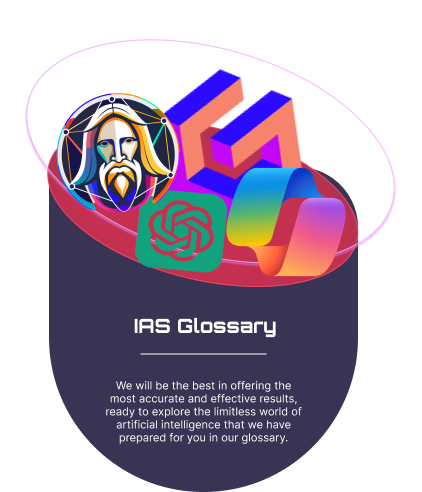 IAS Glossary
We will be the best in offering the
most accurate and effective results,
ready to explore the limitless world of
artificial intelligence that we have
prepared for you in our glossary.